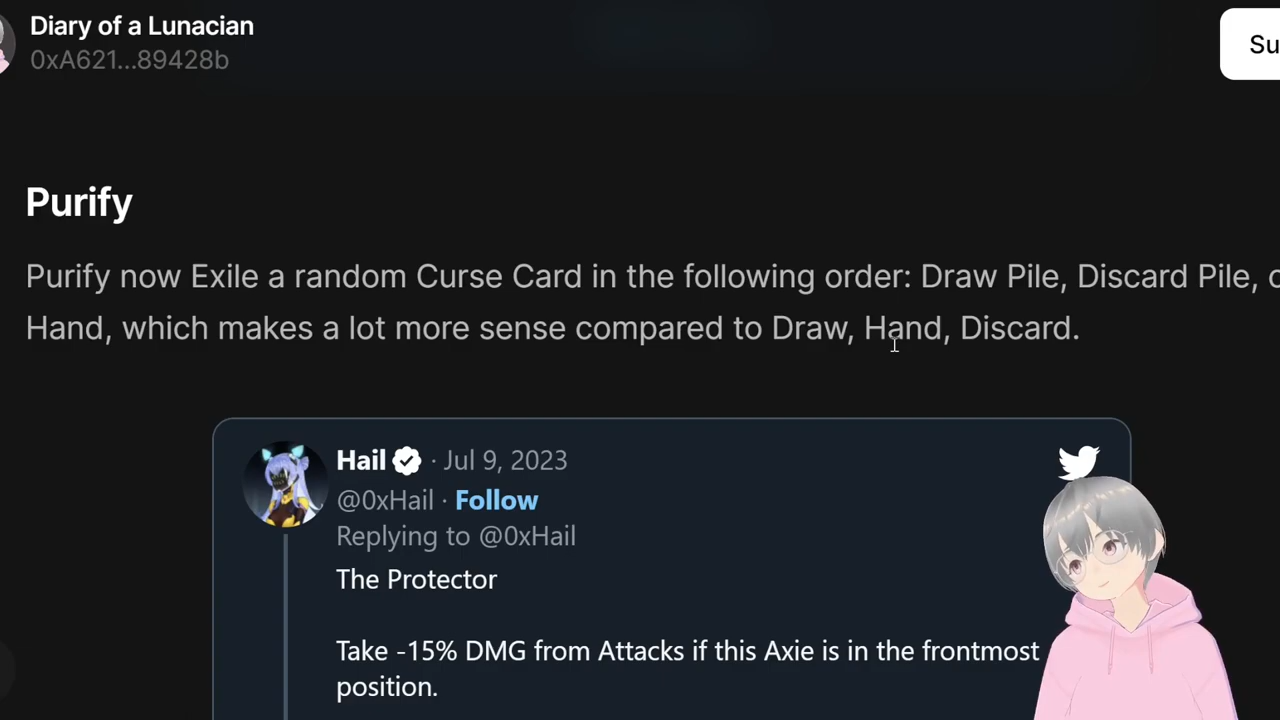 Diary of a Lunacian
0xA621...89428b
Su
Purify
Purify now Exile a random Curse Card in the following order: Draw Pile, Discard Pile,
Hand, which makes a lot more sense compared to Draw, Hand, Discard.
Hail · Jul 9, 2023
@0xHail · Follow
Replying to @0xHail
The Protector
Take -15% DMG from Attacks if this Axie is in the frontmost
position.